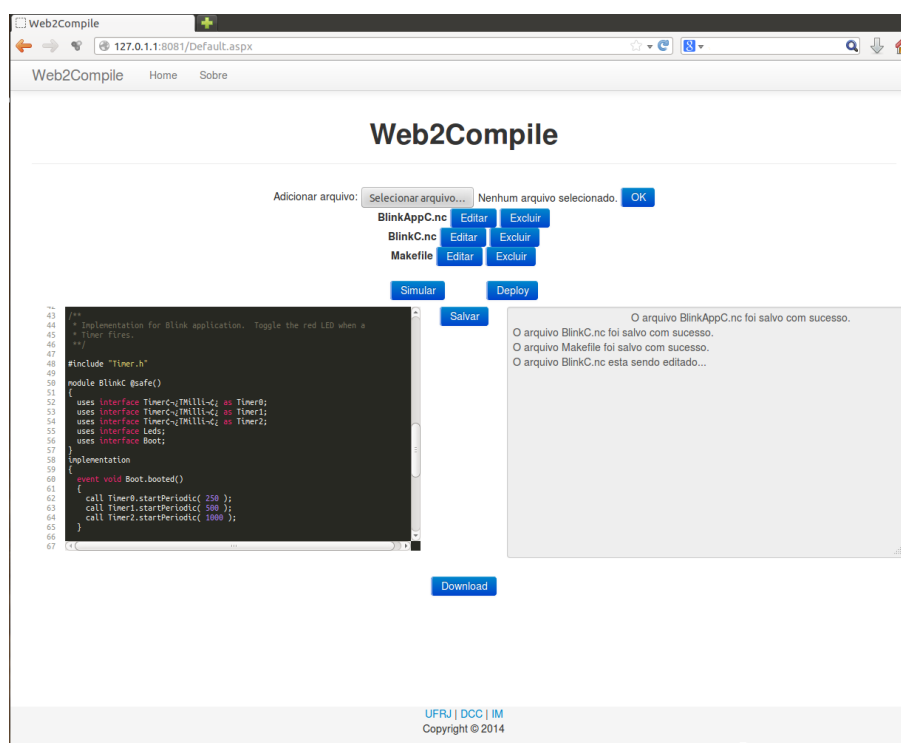 Web2Compile
127.0.1.1:8081/Default.aspx
Web2Compile Home Sobre
Web2Compile
Adicionar arquivo: Selecionar arquivo... Nenhum arquivo selecionado. OK
BlinkAppC.nc Editar Excluir
BlinkC.nc Editar Excluir
Makefile Editar Excluir
Simular Deploy
Salvar
42
43 /**
44 * Implementation for Blink application. Toggle the red LED when a
45 * Timer fires.
46 **/
47
48 #include "Timer.h"
49
50 module BlinkC @safe()
51 {
52 uses interface Timer¢¬¿TMilli¬¢¿ as Timer0;
53 uses interface Timer¢¬¿TMilli¬¢¿ as Timer1;
54 uses interface Timer¢¬¿TMilli¬¢¿ as Timer2;
55 uses interface Leds;
56 uses interface Boot;
57 }
58 implementation
59 {
60 event void Boot.booted()
61 {
62 call Timer0.startPeriodic( 250 );
63 call Timer1.startPeriodic( 500 );
64 call Timer2.startPeriodic( 1000 );
65 }
66
67
O arquivo BlinkAppC.nc foi salvo com sucesso.
O arquivo BlinkC.nc foi salvo com sucesso.
O arquivo Makefile foi salvo com sucesso.
O arquivo BlinkC.nc esta sendo editado...
Download
UFRJ | DCC | IM
Copyright © 2014